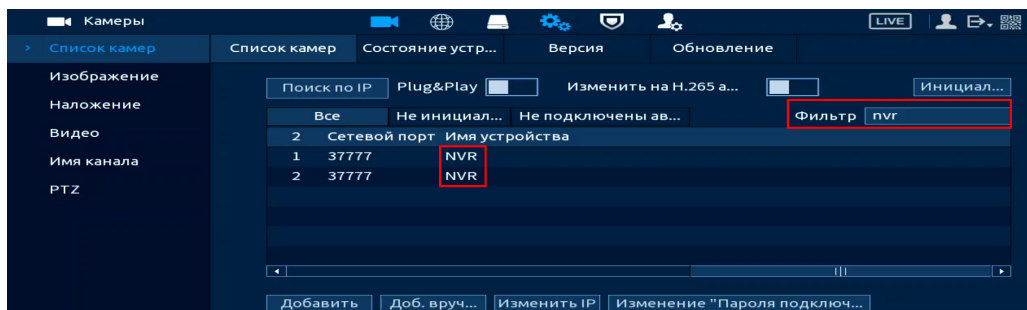 Камеры LIVE
Список камер Список камер Состояние устр... Версия Обновление
Изображение
Поиск по IP Plug&Play Изменить на H.265 а... Инициал...
Наложение
Все Не инициал... Не подключены ав... Фильтр nvr
Видео
2 Сетевой порт Имя устройства
1 37777 NVR
Имя канала
2 37777 NVR
PTZ
Добавить Доб. вруч... Изменить IP Изменение "Пароля подключ...